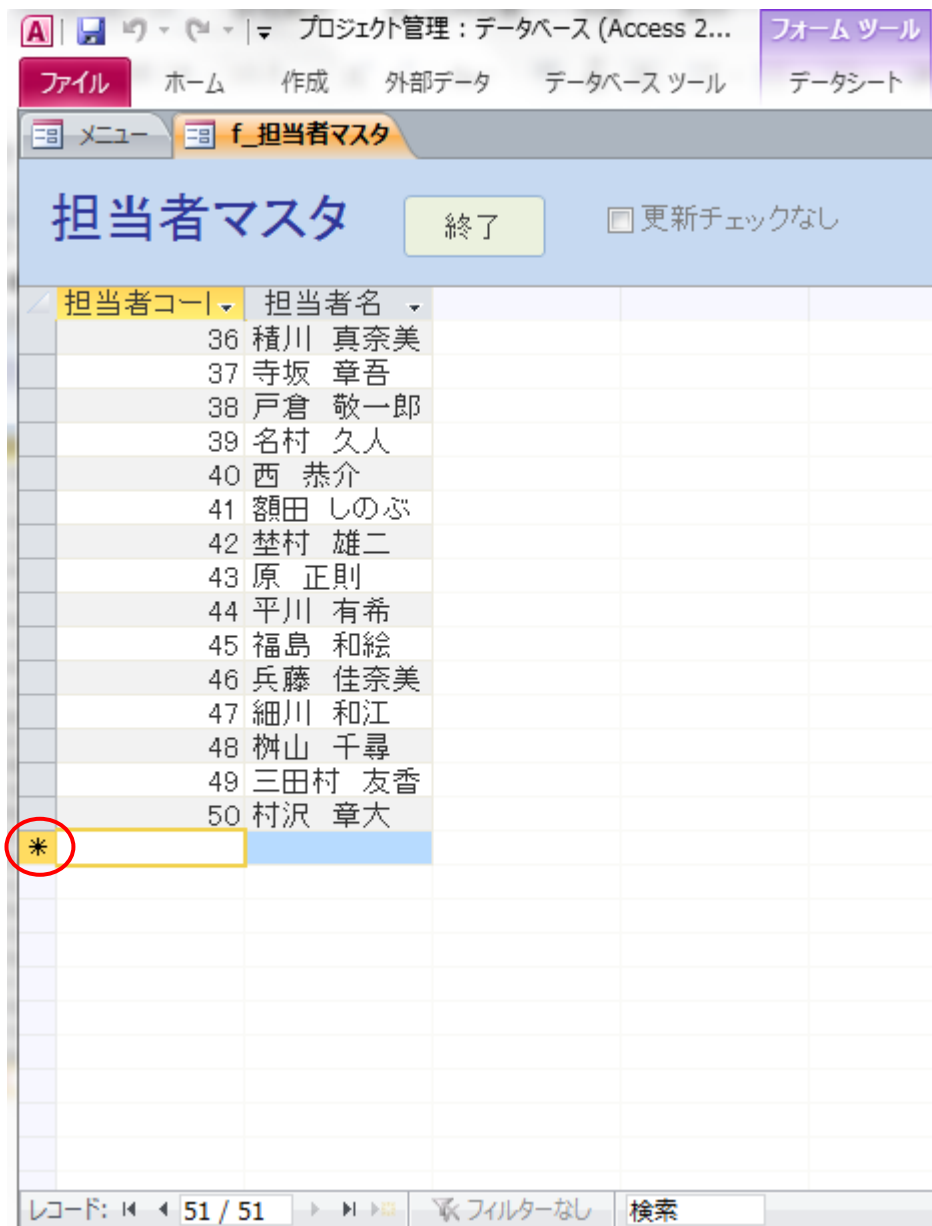 A プロジェクト管理：データベース (Access 2... フォーム ツール
ファイル ホーム 作成 外部データ データベース ツール データシート
メニュー f_担当者マスタ
担当者マスタ 終了 更新チェックなし
担当者コー 担当者名
36 積川 真奈美
37 寺坂 章吾
38 戸倉 敬一郎
39 名村 久人
40 西 恭介
41 額田 しのぶ
42 埜村 雄二
43 原 正則
44 平川 有希
45 福島 和絵
46 兵藤 佳奈美
47 細川 和江
48 桝山 千尋
49 三田村 友香
50 村沢 章大
*
レコード: 51 / 51 フィルターなし 検索